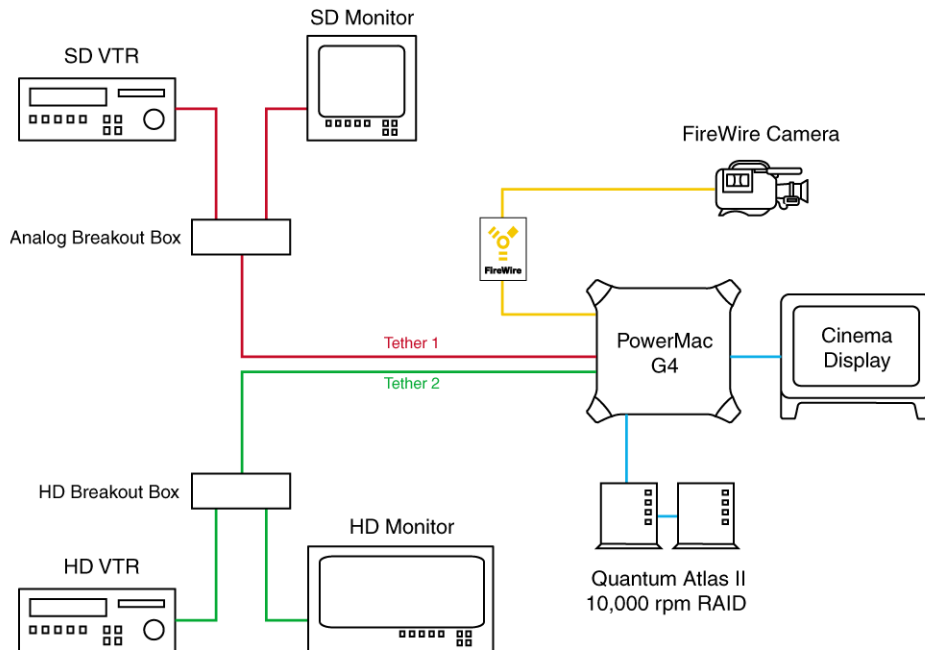 SD Monitor
SD VTR
FireWire Camera
Analog Breakout Box
FireWire
PowerMac
G4
Cinema
Display
Tether 1
Tether 2
HD Breakout Box
HD Monitor
HD VTR
Quantum Atlas II
10,000 rpm RAID